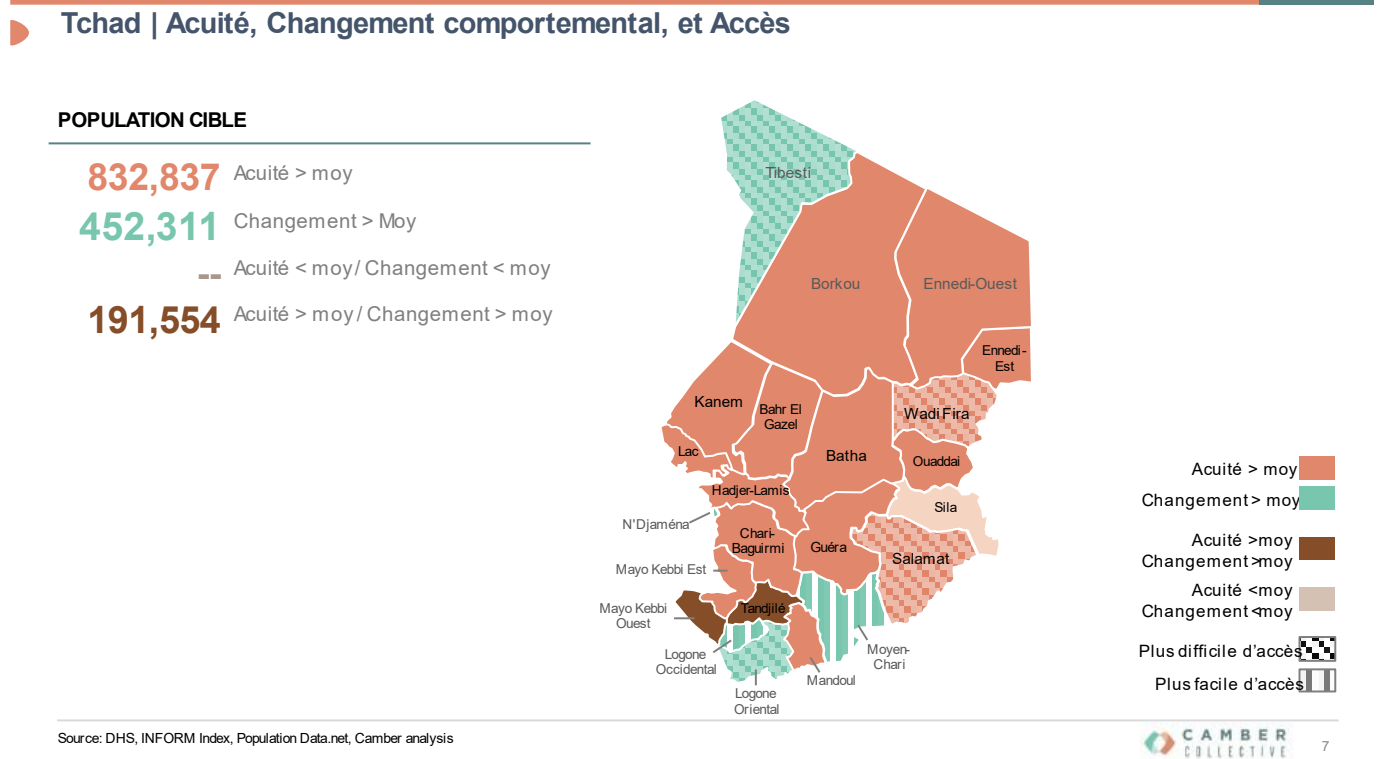 Tchad | Acuité, Changement comportemental, et Accès
POPULATION CIBLE
832,837 Acuité > moy
452,311 Changement > Moy
-- Acuité < moy / Changement < moy
191,554 Acuité > moy / Changement > moy
Tibesti
Borkou
Ennedi-Ouest
Ennedi-
Est
Kanem
Bahr El
Gazel
Wadi Fira
Lac
Batha
Ouaddai
Hadjer-Lamis
Sila
N'Djaména
Chari-
Baguirmi
Guéra
Salamat
Mayo Kebbi Est
Mayo Kebbi
Ouest
Tandjilé
Logone
Occidental
Moyen-
Chari
Mandoul
Logone
Oriental
Acuité > moy
Changement > moy
Acuité >moy
Changement >moy
Acuité <moy
Changement <moy
Plus difficile d'accès
Plus facile d'accès
Source: DHS, INFORM Index, Population Data.net, Camber analysis
CAMBER
COLLECTIVE
7